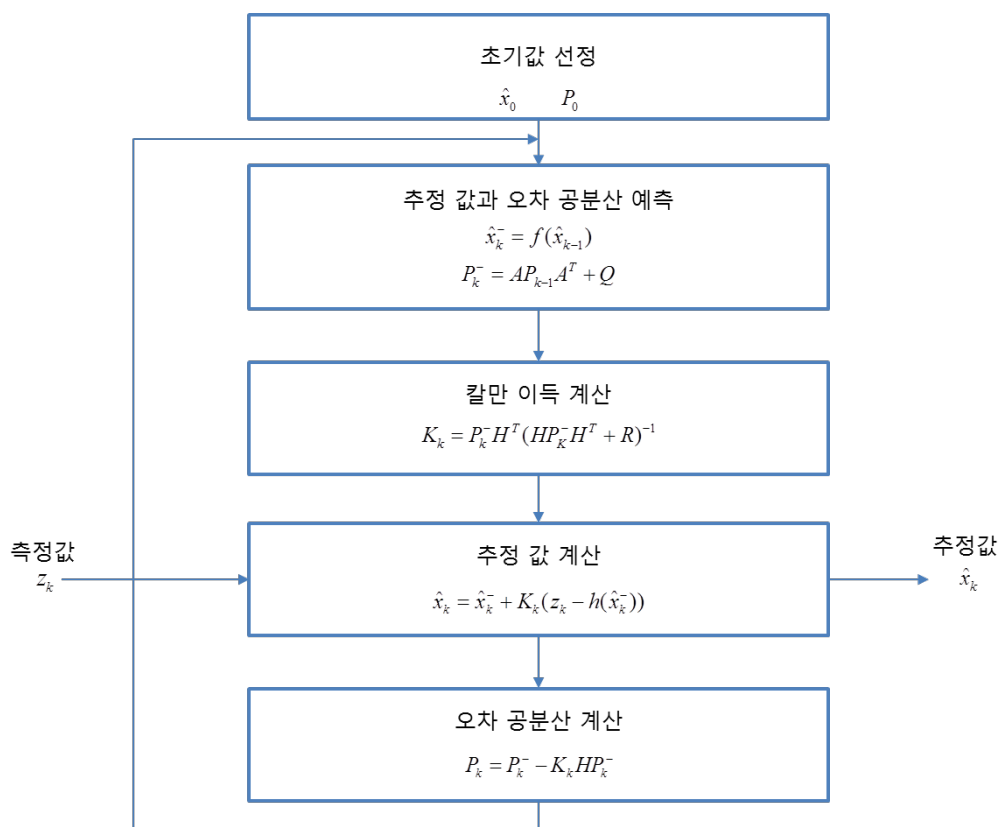 초기값 선정
x̂₀ P₀
추정 값과 오차 공분산 예측
x̂ₖ⁻ = f(x̂ₖ₋₁)
Pₖ⁻ = APₖ₋₁Aᵀ + Q
칼만 이득 계산
Kₖ = Pₖ⁻Hᵀ(HP_K⁻Hᵀ + R)⁻¹
측정값
zₖ
추정 값 계산
x̂ₖ = x̂ₖ⁻ + Kₖ(zₖ − h(x̂ₖ⁻))
추정값
x̂ₖ
오차 공분산 계산
Pₖ = Pₖ⁻ − KₖHPₖ⁻